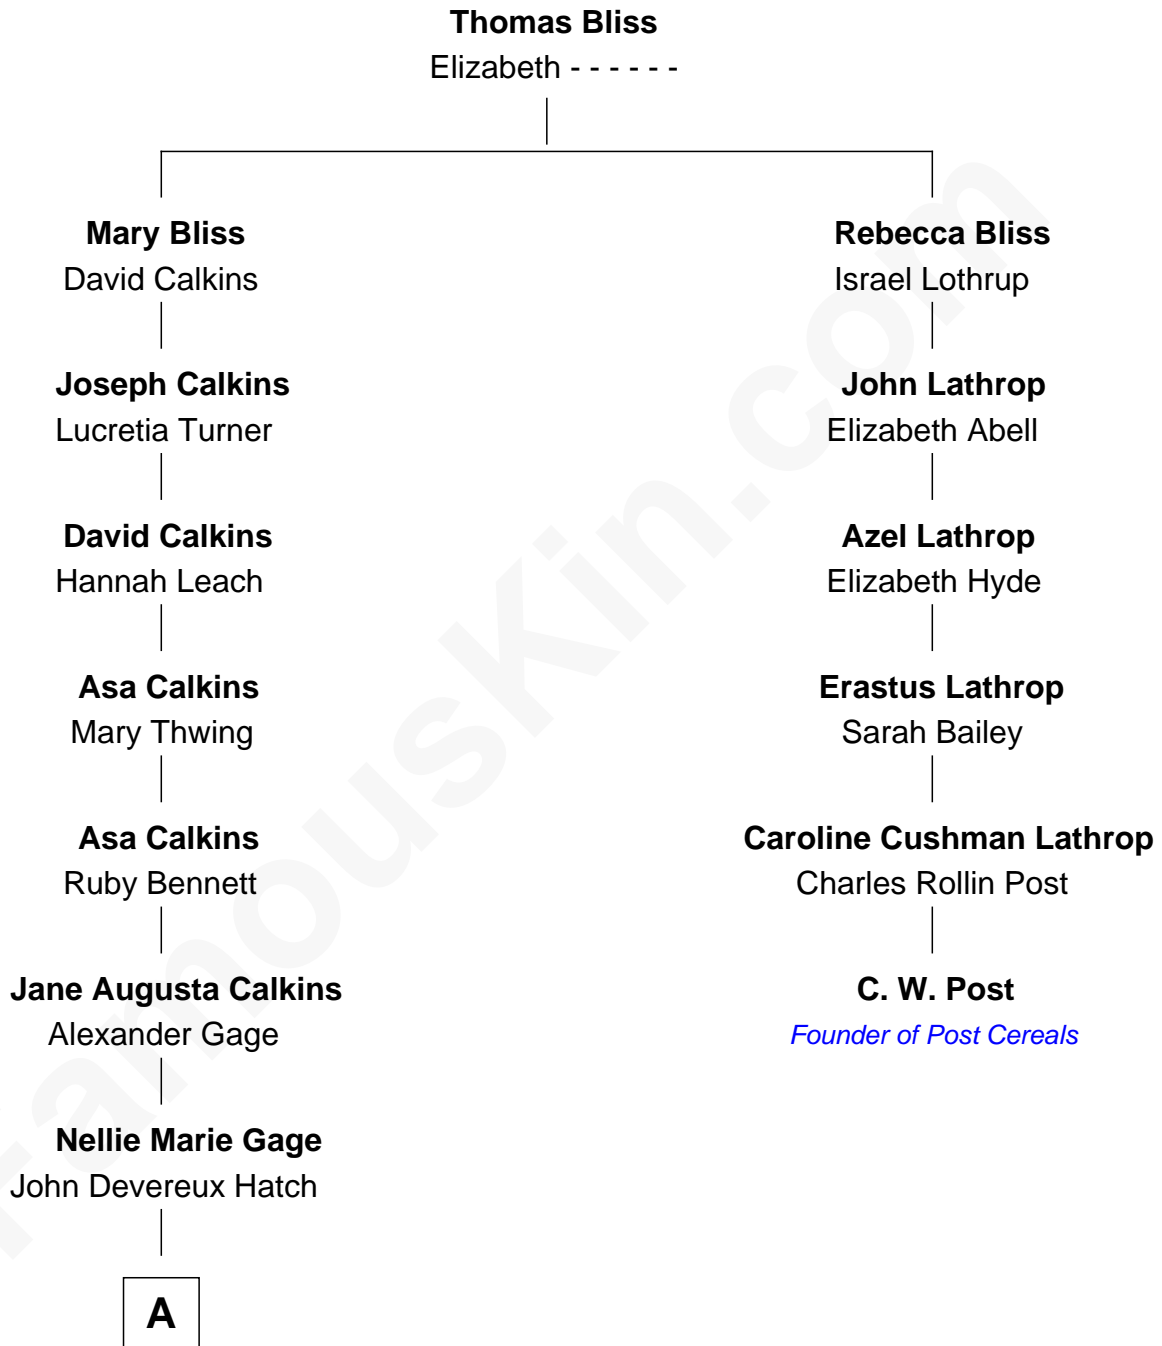 Thomas Bliss
Elizabeth - - - - - -
Mary Bliss
David Calkins
Rebecca Bliss
Israel Lothrup
Joseph Calkins
Lucretia Turner
John Lathrop
Elizabeth Abell
David Calkins
Hannah Leach
Azel Lathrop
Elizabeth Hyde
Asa Calkins
Mary Thwing
Erastus Lathrop
Sarah Bailey
Asa Calkins
Ruby Bennett
Caroline Cushman Lathrop
Charles Rollin Post
Jane Augusta Calkins
Alexander Gage
C. W. Post
Founder of Post Cereals
Nellie Marie Gage
John Devereux Hatch
A
FamousKin.com